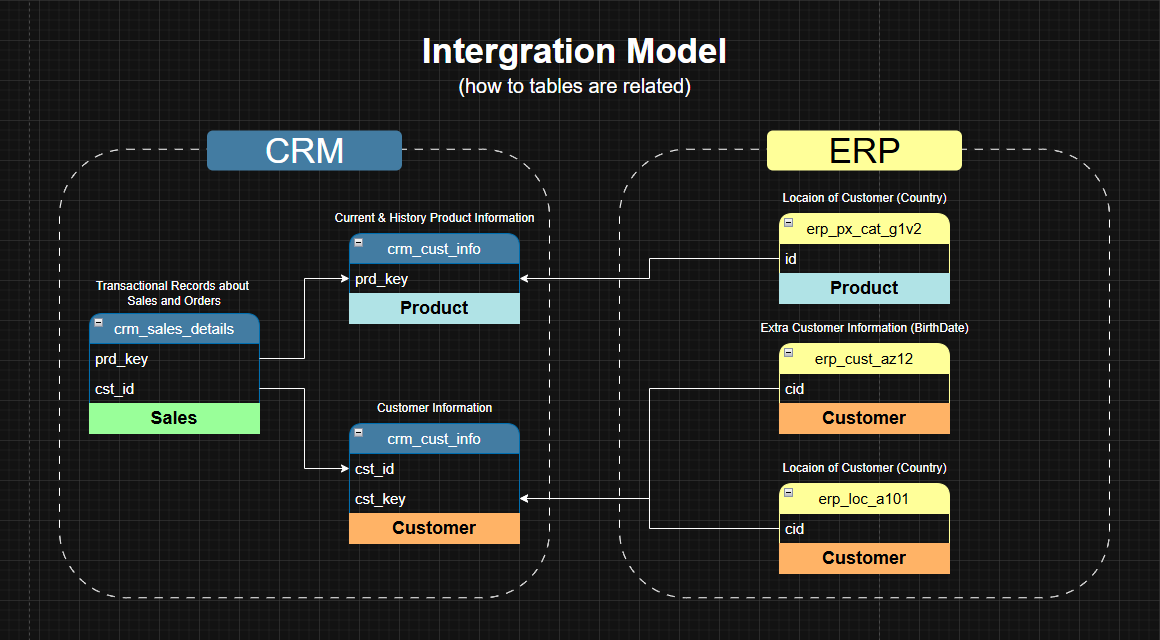 Intergration Model
(how to tables are related)
CRM
Current & History Product Information
crm_cust_info
prd_key
Product
Transactional Records about
Sales and Orders
crm_sales_details
prd_key
cst_id
Sales
Customer Information
crm_cust_info
cst_id
cst_key
Customer
ERP
Locaion of Customer (Country)
erp_px_cat_g1v2
id
Product
Extra Customer Information (BirthDate)
erp_cust_az12
cid
Customer
Locaion of Customer (Country)
erp_loc_a101
cid
Customer